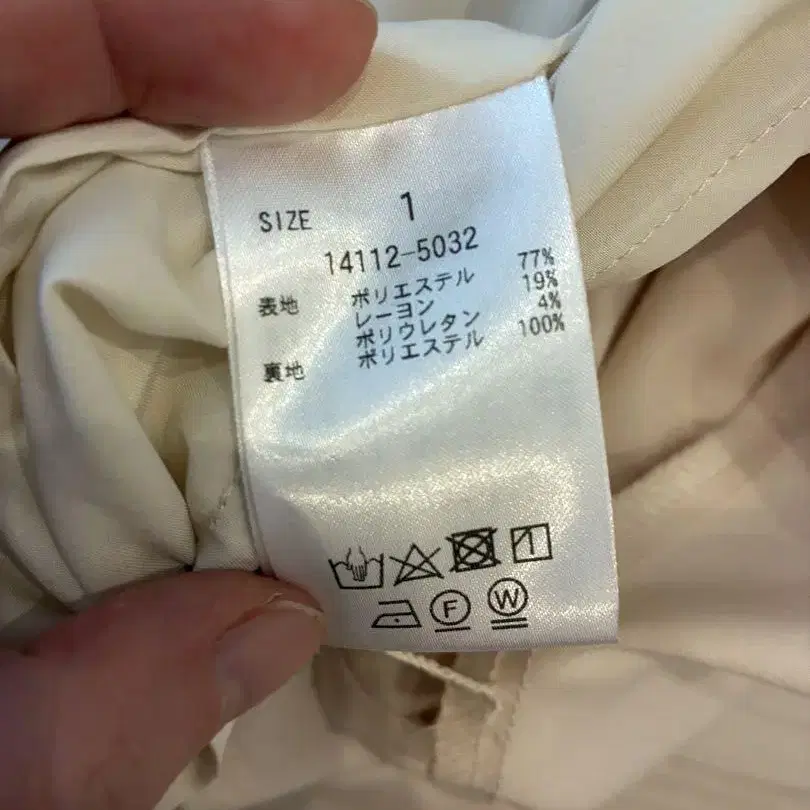 SIZE 1
14112-5032
表地 ポリエステル 77%
レーヨン 19%
ポリウレタン 4%
裏地 ポリエステル 100%
F W